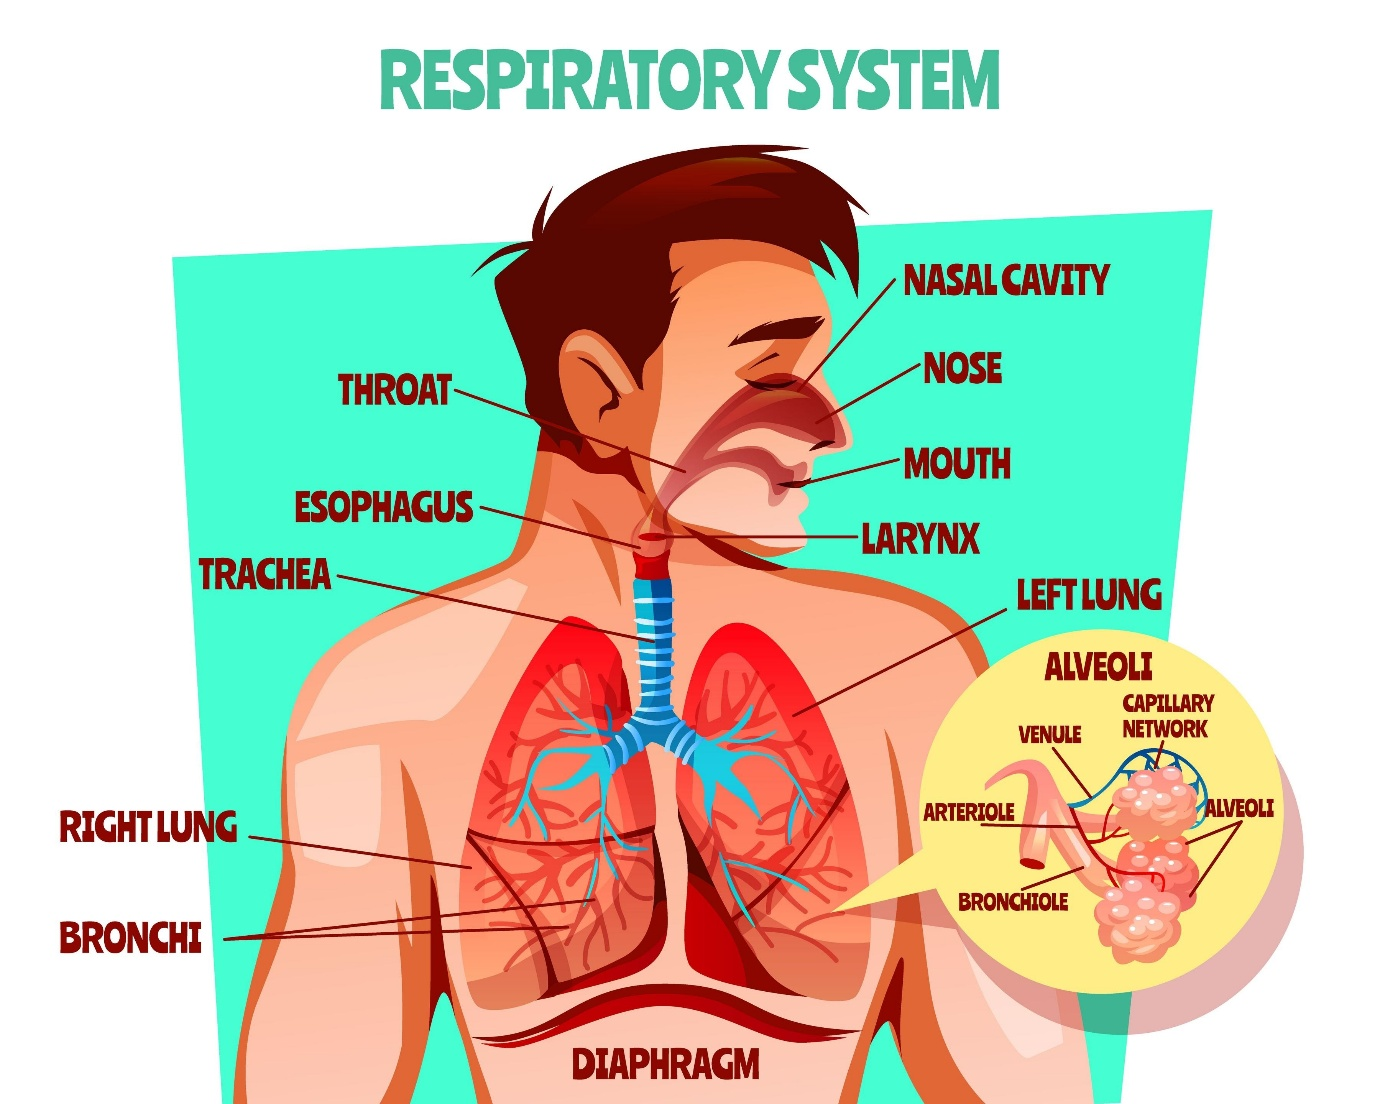 RESPIRATORY SYSTEM
NASAL CAVITY
NOSE
THROAT
MOUTH
ESOPHAGUS
LARYNX
TRACHEA
LEFT LUNG
ALVEOLI
CAPILLARY
NETWORK
VENULE
ARTERIOLE
ALVEOLI
RIGHT LUNG
BRONCHIOLE
BRONCHI
DIAPHRAGM